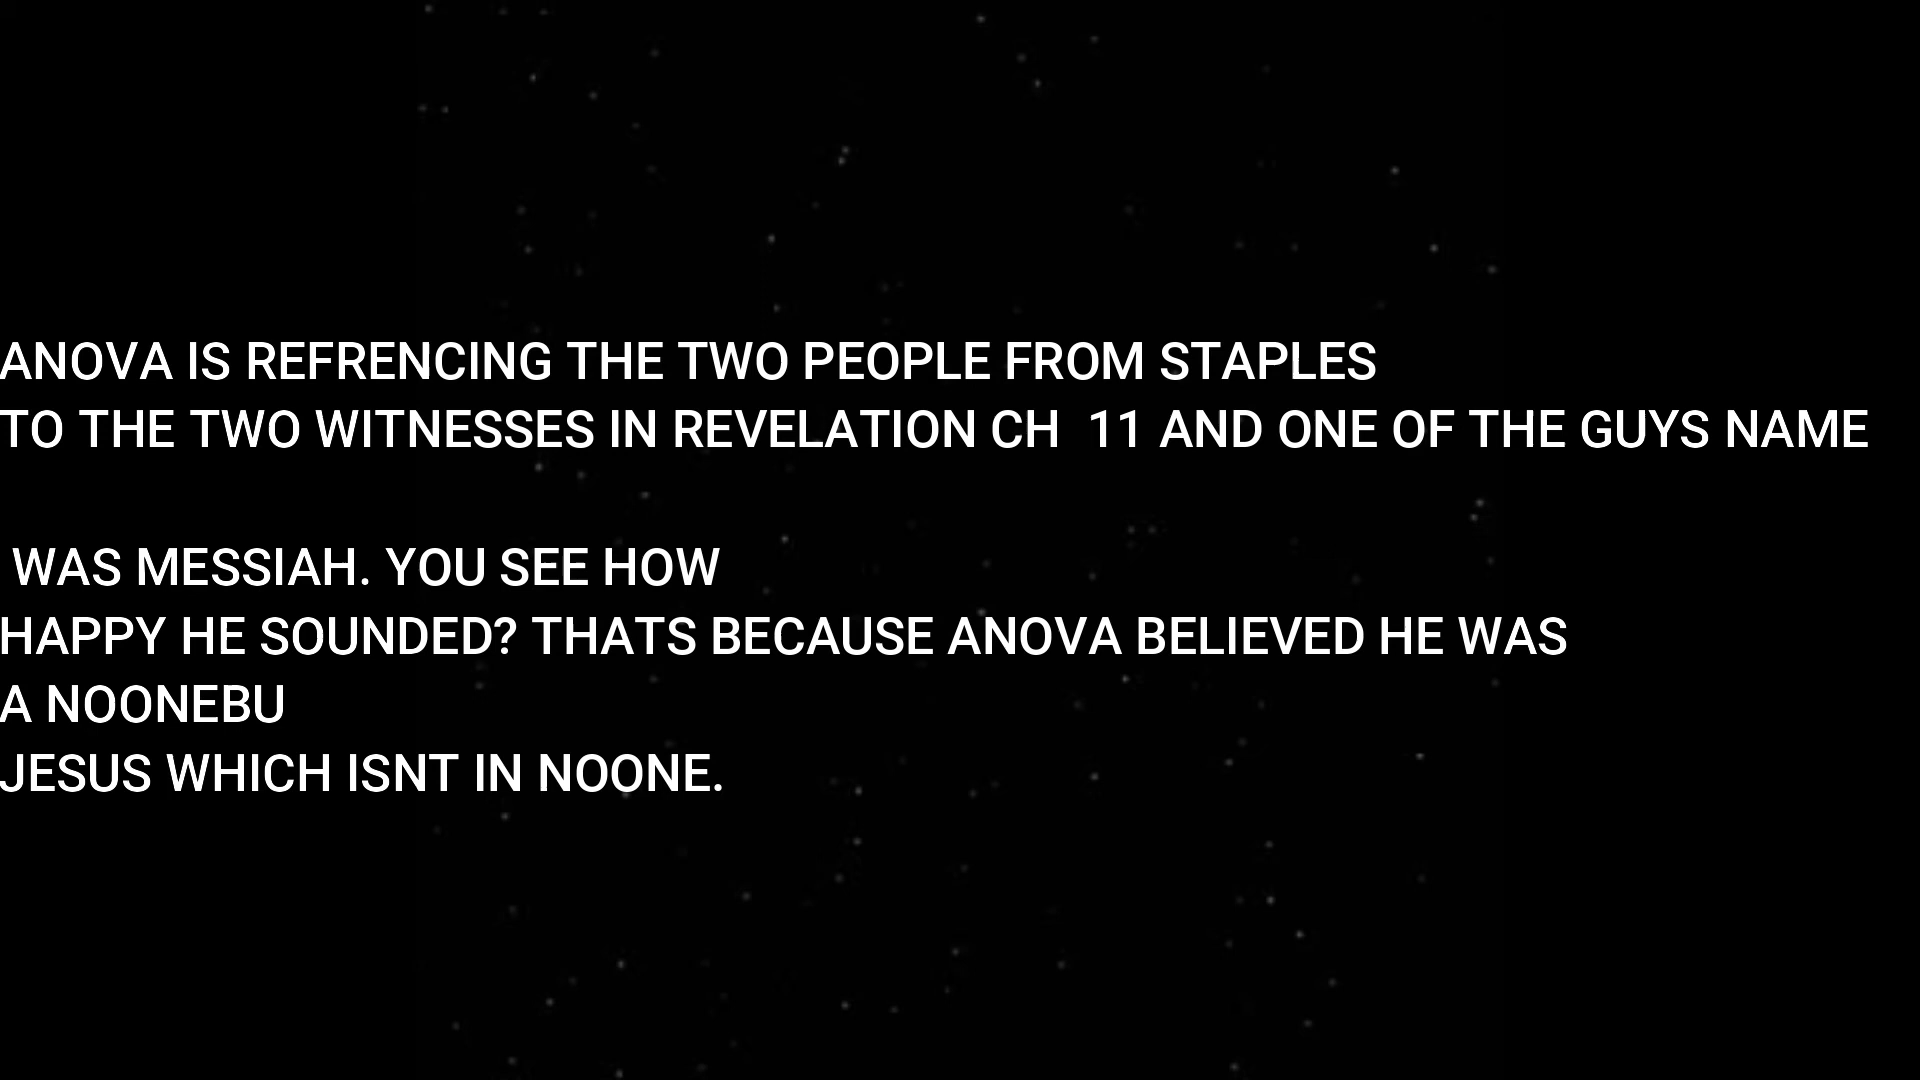 ANOVA IS REFRENCING THE TWO PEOPLE FROM STAPLES
TO THE TWO WITNESSES IN REVELATION CH  11 AND ONE OF THE GUYS NAME
WAS MESSIAH. YOU SEE HOW
HAPPY HE SOUNDED? THATS BECAUSE ANOVA BELIEVED HE WAS
A NOONEBU
JESUS WHICH ISNT IN NOONE.